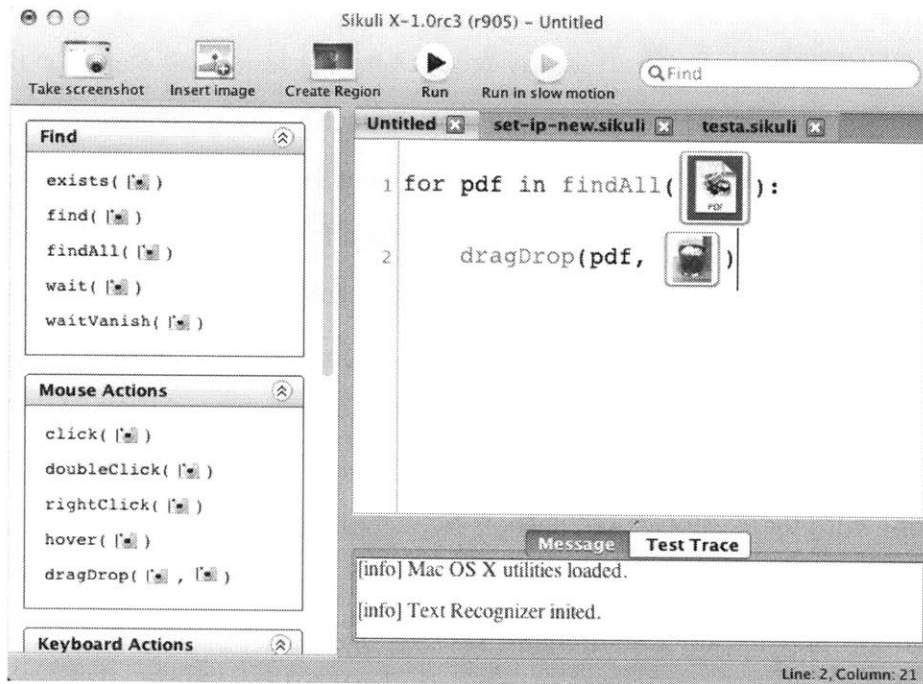 Sikuli X-1.0rc3 (r905) - Untitled
Take screenshot Insert image Create Region Run Run in slow motion Find
Untitled set-ip-new.sikuli testa.sikuli
Find
exists( )
find( )
findAll( )
wait( )
waitVanish( )
Mouse Actions
click( )
doubleClick( )
rightClick( )
hover( )
dragDrop( , )
Keyboard Actions
1 for pdf in findAll( PDF ):
2 dragDrop(pdf, )
Message Test Trace
[info] Mac OS X utilities loaded.
[info] Text Recognizer inited.
Line: 2, Column: 21